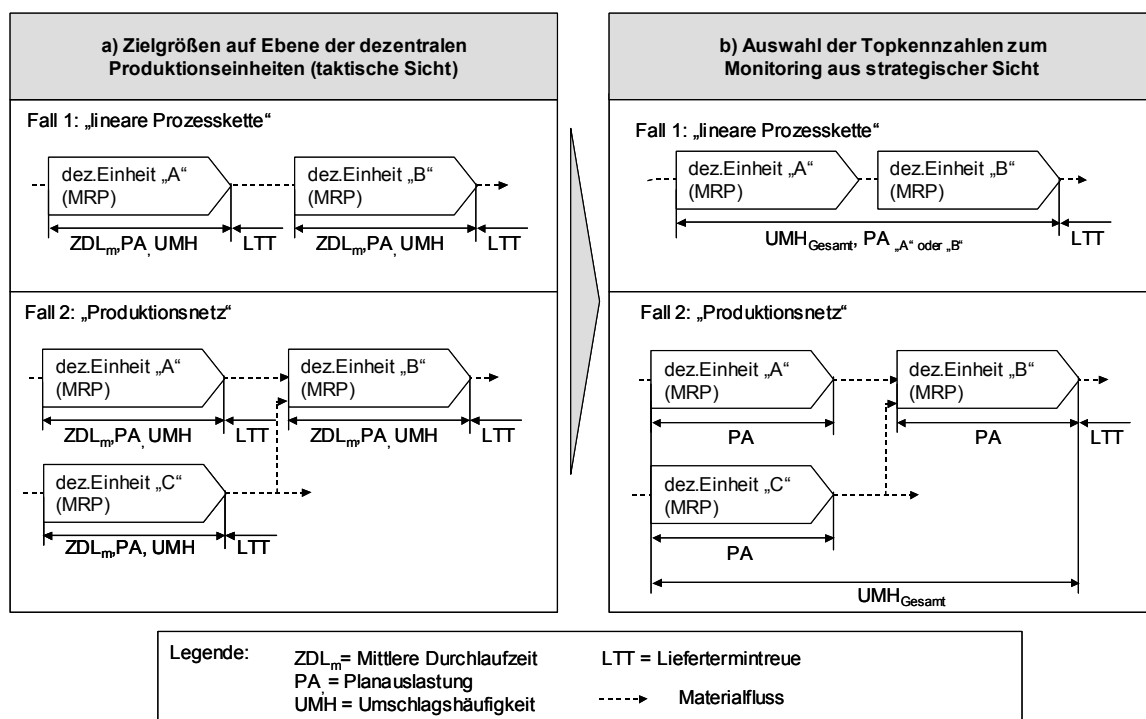 a) Zielgrößen auf Ebene der dezentralen
Produktionseinheiten (taktische Sicht)
Fall 1: „lineare Prozesskette“
dez.Einheit „A“
(MRP)
dez.Einheit „B“
(MRP)
ZDLm,PA, UMH
LTT
ZDLm,PA, UMH
LTT
Fall 2: „Produktionsnetz“
dez.Einheit „A“
(MRP)
dez.Einheit „B“
(MRP)
ZDLm,PA, UMH
LTT
ZDLm,PA, UMH
LTT
dez.Einheit „C“
(MRP)
ZDLm,PA, UMH
LTT
b) Auswahl der Topkennzahlen zum
Monitoring aus strategischer Sicht
Fall 1: „lineare Prozesskette“
dez.Einheit „A“
(MRP)
dez.Einheit „B“
(MRP)
UMHGesamt, PA „A“ oder „B“
LTT
Fall 2: „Produktionsnetz“
dez.Einheit „A“
(MRP)
dez.Einheit „B“
(MRP)
PA
PA
LTT
dez.Einheit „C“
(MRP)
PA
UMHGesamt
Legende:
ZDLm= Mittlere Durchlaufzeit
PA, = Planauslastung
UMH = Umschlagshäufigkeit
LTT = Liefertermintreue
Materialfluss